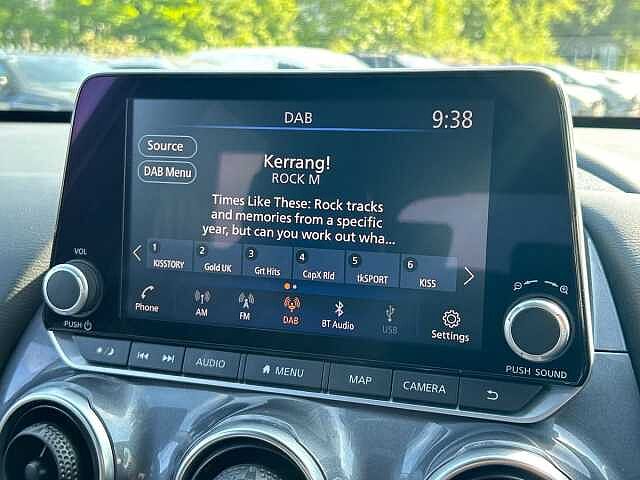 DAB
9:38
Source
DAB Menu
Kerrang!
ROCK M
Times Like These: Rock tracks
and memories from a specific
year, but can you work out wha...
1 KISSTORY
2 Gold UK
3 Grt Hits
4 CapX Rld
5 tkSPORT
6 KISS
Phone
AM
FM
DAB
BT Audio
USB
Settings
VOL
PUSH
PUSH SOUND
AUDIO
MENU
MAP
CAMERA